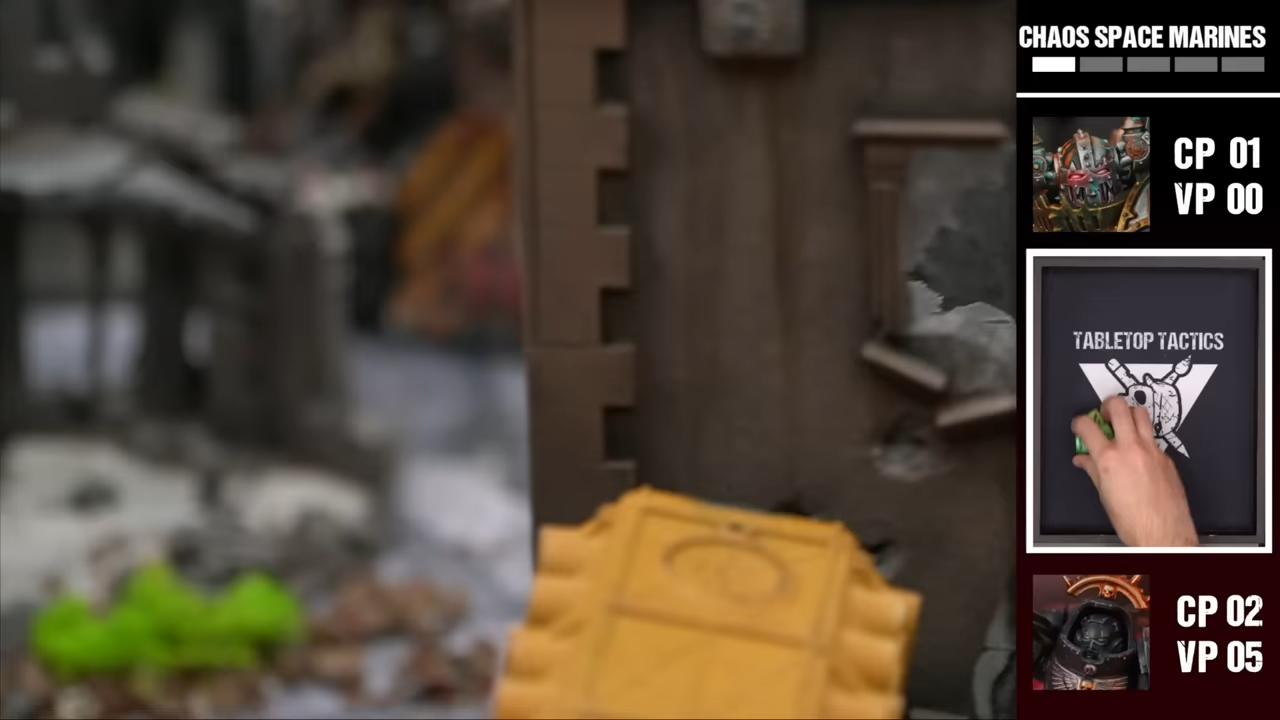 CHAOS SPACE MARINES
CP 01
VP 00
TABLETOP TACTICS
CP 02
VP 05